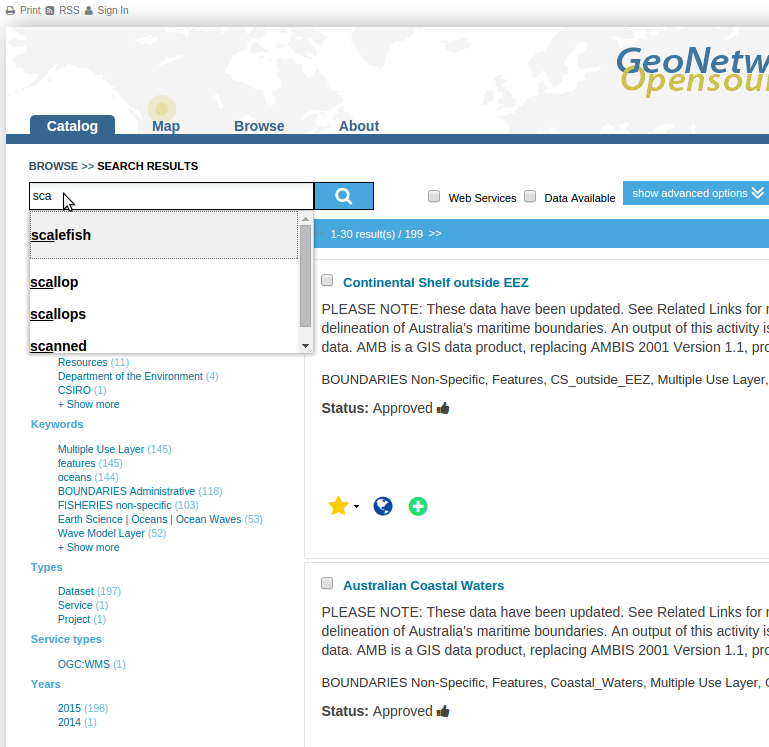 Print RSS Sign In
GeoNetw
Opensou
Catalog Map Browse About
BROWSE >> SEARCH RESULTS
sca
Web Services Data Available show advanced options
scalefish
scallop
scallops
scanned
Resources (11)
Department of the Environment (4)
CSIRO (1)
+ Show more
Keywords
Multiple Use Layer (145)
features (145)
oceans (144)
BOUNDARIES Administrative (118)
FISHERIES non-specific (103)
Earth Science | Oceans | Ocean Waves (53)
Wave Model Layer (52)
+ Show more
Types
Dataset (197)
Service (1)
Project (1)
Service types
OGC:WMS (1)
Years
2015 (198)
2014 (1)
1-30 result(s) / 199 >>
Continental Shelf outside EEZ
PLEASE NOTE: These data have been updated. See Related Links for
delineation of Australia's maritime boundaries. An output of this activity is
data. AMB is a GIS data product, replacing AMBIS 2001 Version 1.1, pro
BOUNDARIES Non-Specific, Features, CS_outside_EEZ, Multiple Use Layer,
Status: Approved
Australian Coastal Waters
PLEASE NOTE: These data have been updated. See Related Links for
delineation of Australia's maritime boundaries. An output of this activity is
data. AMB is a GIS data product, replacing AMBIS 2001 Version 1.1, pro
BOUNDARIES Non-Specific, Features, Coastal_Waters, Multiple Use Layer,
Status: Approved